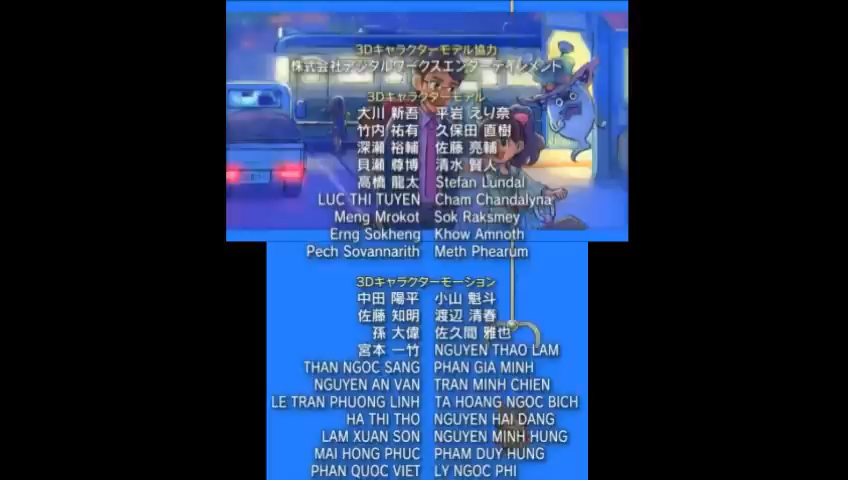 3Dキャラクターモデル協力
株式会社デジタルワークスエンターテイレメント
3Dキャラクターモデル
大川 新吾 平岩 えり奈
竹内 祐有 久保田 直樹
深瀬 裕輔 佐藤 亮輔
貝瀬 尊博 清水 賢人
高橋 龍太 Stefan Lundal
LUC THI TUYEN Cham Chandalyna
Meng Mrokot Sok Raksmey
Erng Sokheng Khow Amnoth
Pech Sovannarith Meth Phearum
3Dキャラクターモーション
中田 陽平 小山 魁斗
佐藤 知明 渡辺 清春
孫 大偉 佐久間 雅也
宮本 一竹 NGUYEN THAO LAM
THAN NGOC SANG PHAN GIA MINH
NGUYEN AN VAN TRAN MINH CHIEN
LE TRAN PHUONG LINH TA HOANG NGOC BICH
HA THI THO NGUYEN HAI DANG
LAM XUAN SON NGUYEN MINH HUNG
MAI HONG PHUC PHAM DUY HUNG
PHAN QUOC VIET LY NGOC PHI